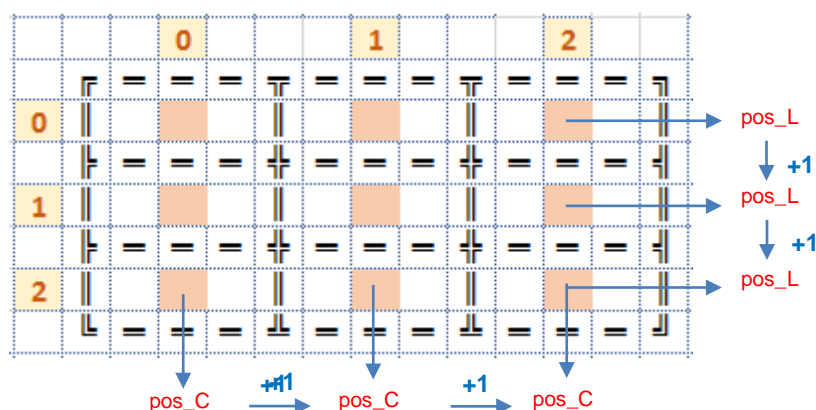 0 1 2
╔ ═ ═ ═ ╦ ═ ═ ═ ╦ ═ ═ ═ ╗
0 ║ ║ ║ ║ pos_L
+1
╠ ═ ═ ═ ╬ ═ ═ ═ ╬ ═ ═ ═ ╣
1 ║ ║ ║ ║ pos_L
╠ ═ ═ ═ ╬ ═ ═ ═ ╬ ═ ═ ═ ╣ +1
2 ║ ║ ║ ║ pos_L
╚ ═ ═ ═ ╩ ═ ═ ═ ╩ ═ ═ ═ ╝
+1 +1
pos_C pos_C pos_C